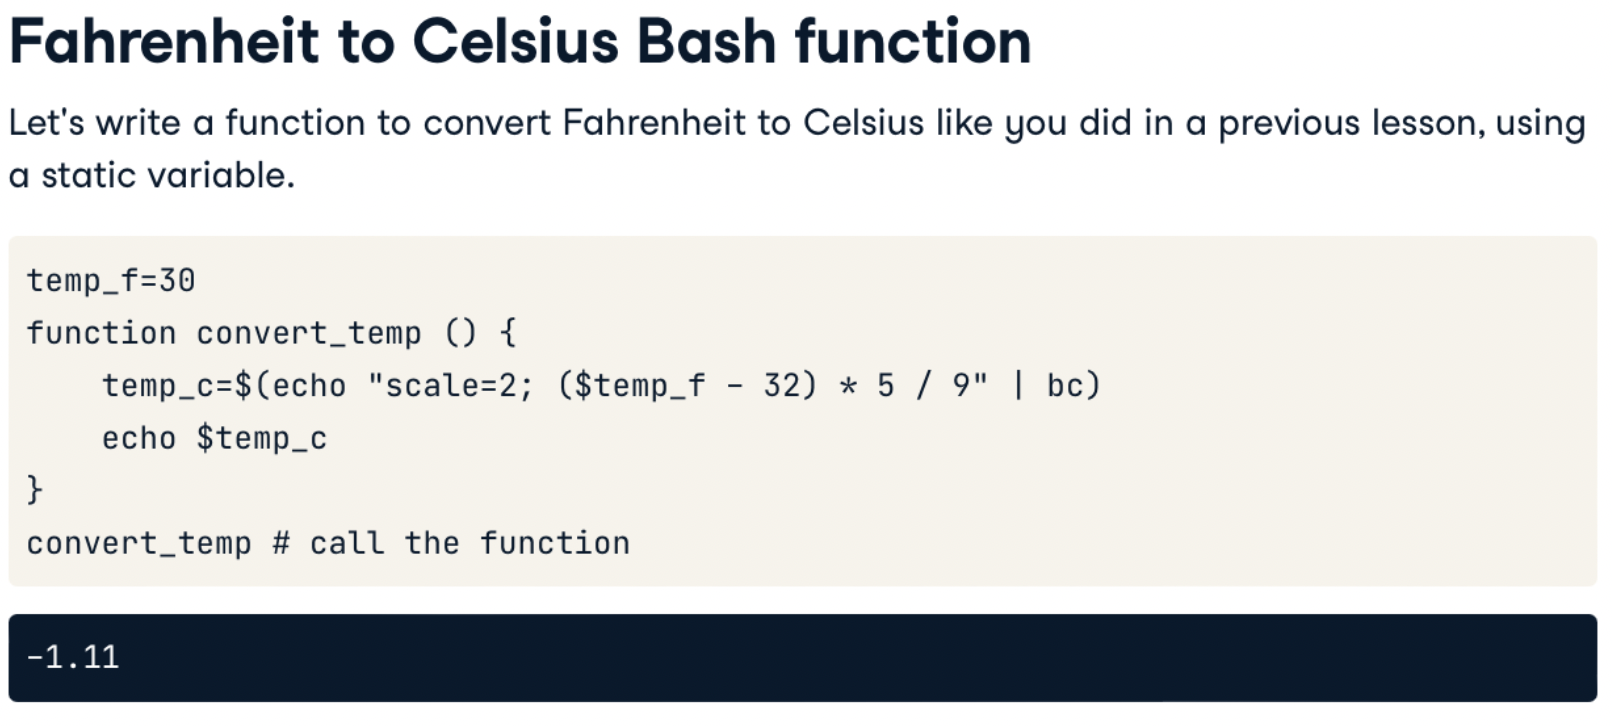 Fahrenheit to Celsius Bash function
Let's write a function to convert Fahrenheit to Celsius like you did in a previous lesson, using
a static variable.
temp_f=30
function convert_temp () {
    temp_c=$(echo "scale=2; ($temp_f - 32) * 5 / 9" | bc)
    echo $temp_c
}
convert_temp # call the function
-1.11